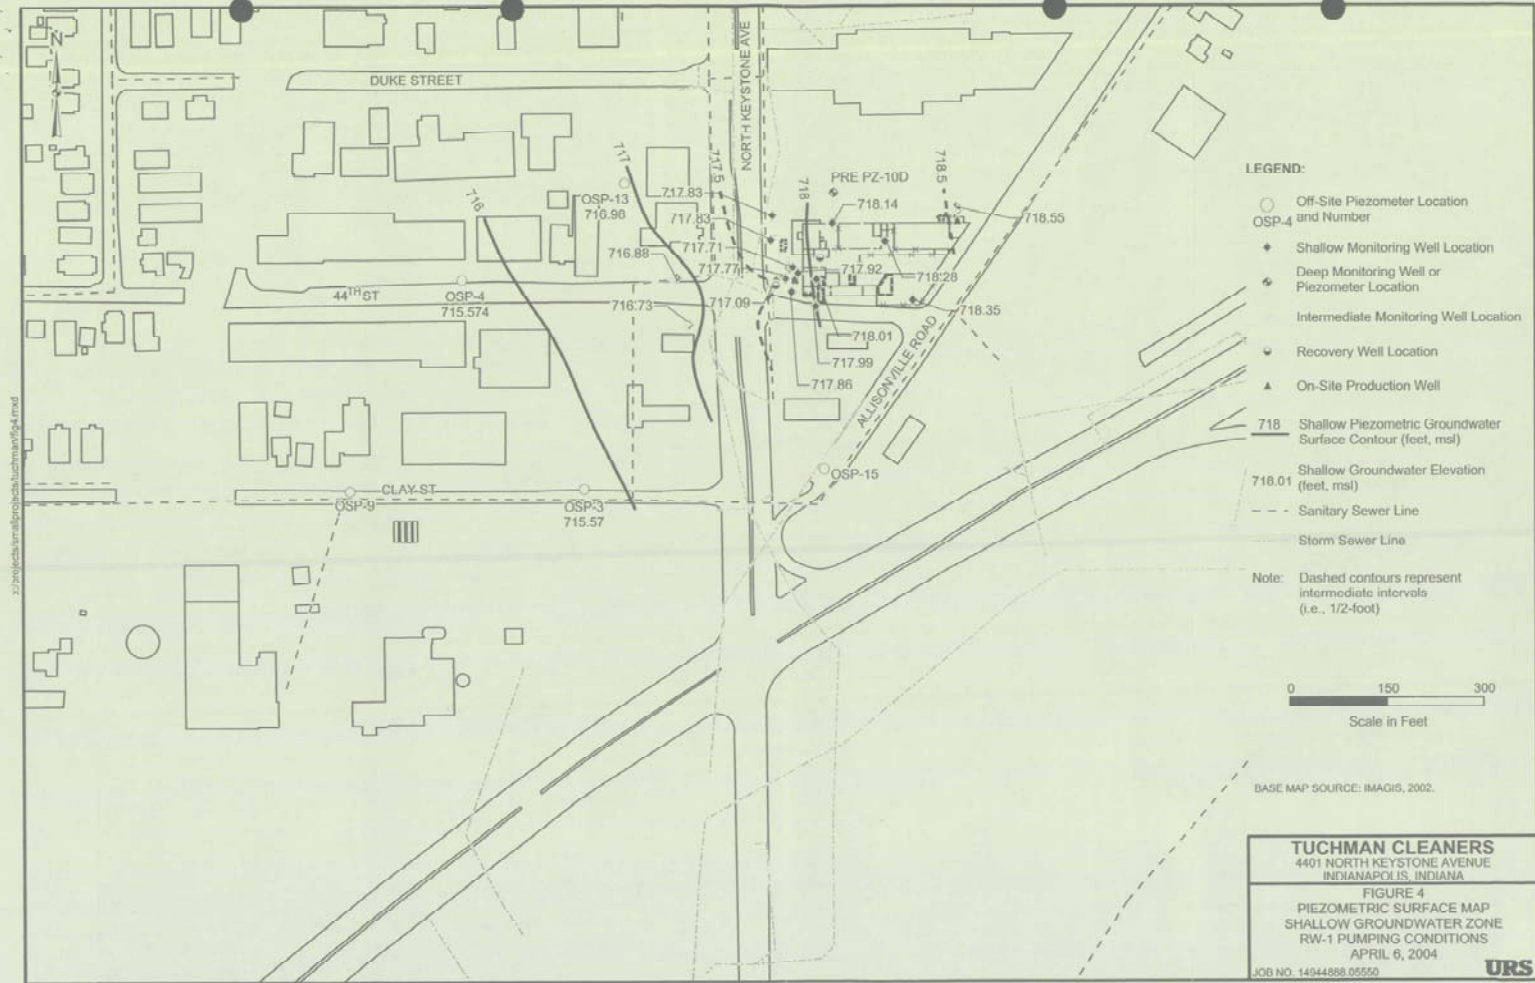 N
DUKE STREET
NORTH KEYSTONE AVE
717
717.5
718
718.5
PRE PZ-10D
OSP-13
716.98
717.83
718.14
718.55
717.83
716.88
717.71
717.77
717.92
718.28
44TH ST
OSP-4
715.574
716.73
717.09
718.35
718.01
717.99
717.86
ALLISONVILLE ROAD
OSP-15
CLAY ST
OSP-9
OSP-3
715.57
LEGEND:
OSP-4
Off-Site Piezometer Location
and Number
Shallow Monitoring Well Location
Deep Monitoring Well or
Piezometer Location
Intermediate Monitoring Well Location
Recovery Well Location
On-Site Production Well
718 Shallow Piezometric Groundwater
Surface Contour (feet, msl)
718.01 Shallow Groundwater Elevation
(feet, msl)
Sanitary Sewer Line
Storm Sewer Line
Note: Dashed contours represent
intermediate intervals
(i.e., 1/2-foot)
0 150 300
Scale in Feet
BASE MAP SOURCE: IMAGIS, 2002.
TUCHMAN CLEANERS
4401 NORTH KEYSTONE AVENUE
INDIANAPOLIS, INDIANA
FIGURE 4
PIEZOMETRIC SURFACE MAP
SHALLOW GROUNDWATER ZONE
RW-1 PUMPING CONDITIONS
APRIL 6, 2004
JOB NO. 14944888.05550
URS